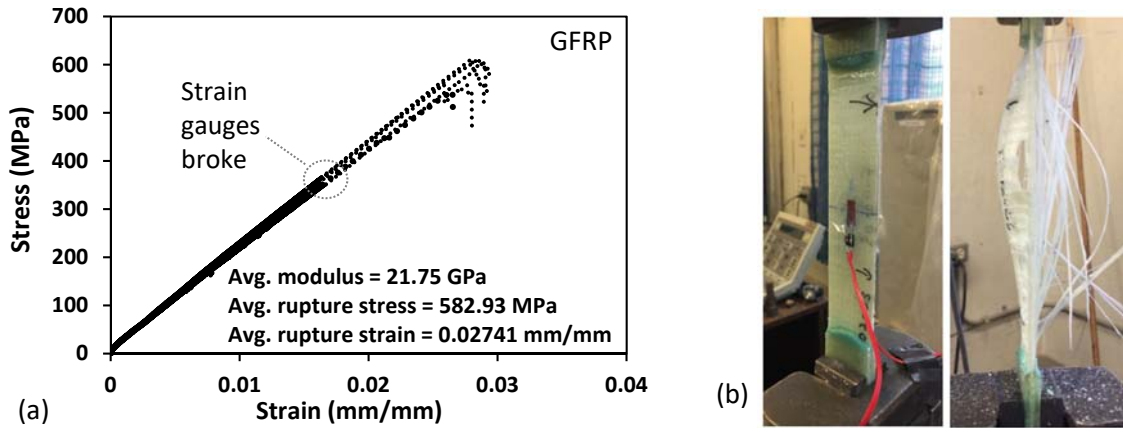 700
600
500
400
300
200
100
0
Stress (MPa)
GFRP
Strain
gauges
broke
Avg. modulus = 21.75 GPa
Avg. rupture stress = 582.93 MPa
Avg. rupture strain = 0.02741 mm/mm
0 0.01 0.02 0.03 0.04
Strain (mm/mm)
(a)
(b)